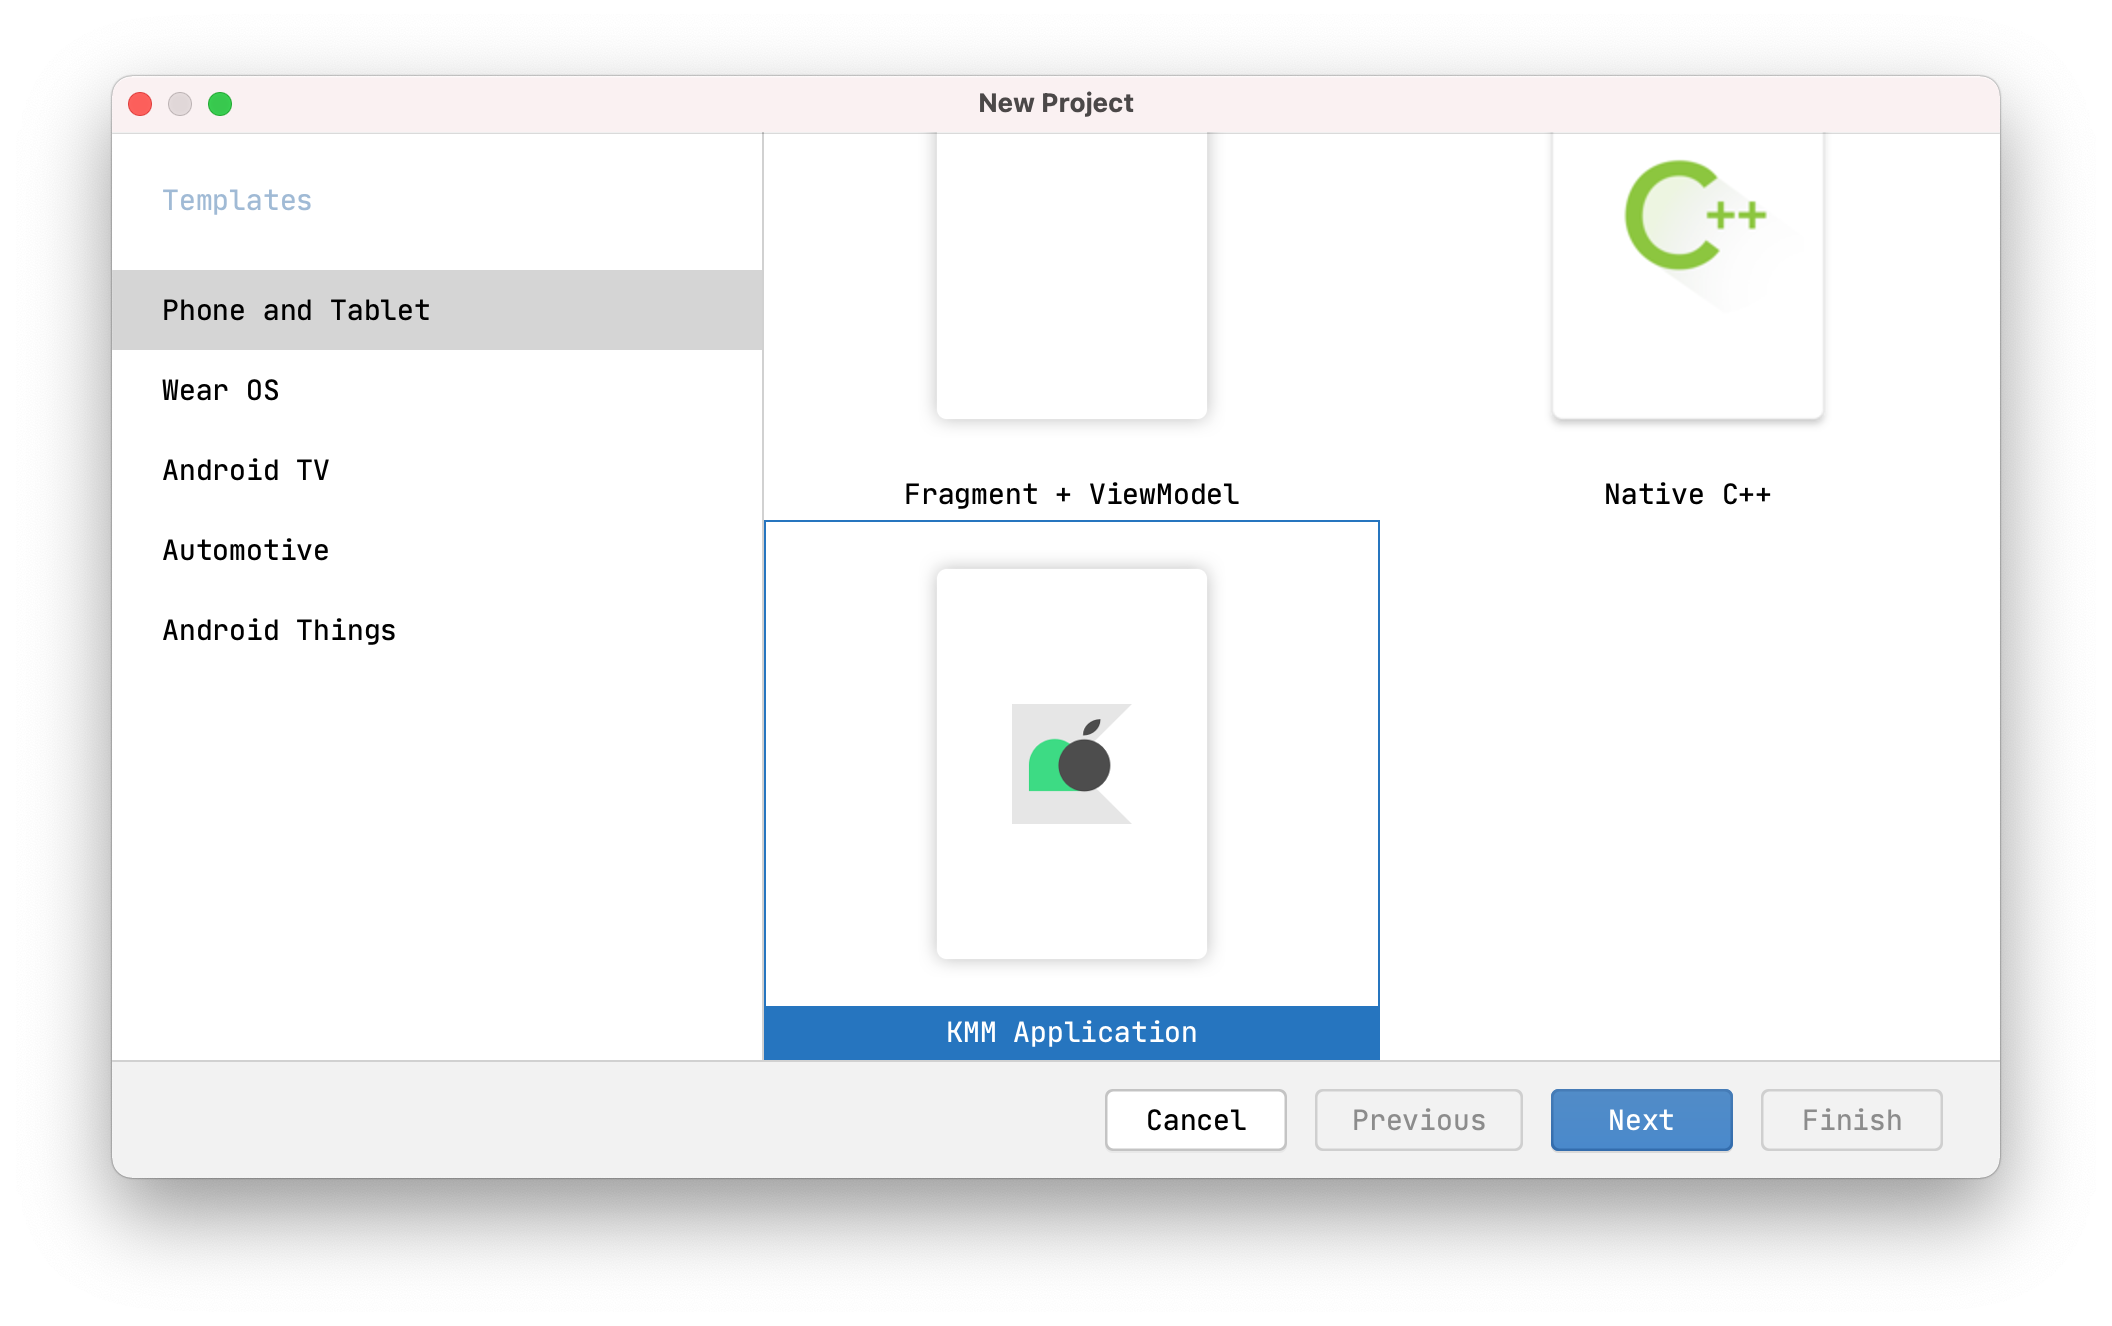 New Project
Templates
Phone and Tablet
Wear OS
Android TV
Automotive
Android Things
C++
Fragment + ViewModel
Native C++
KMM Application
Cancel
Previous
Next
Finish